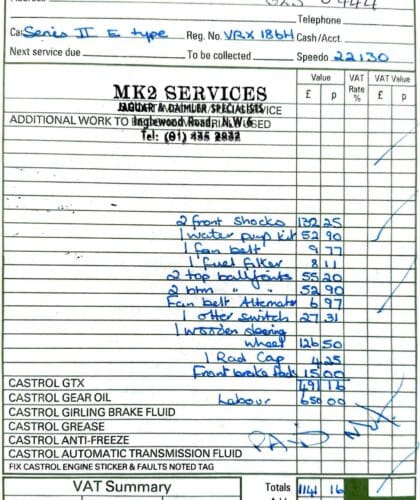 Telephone
Car Series II E type Reg. No. VRX 186H Cash/Acct.
Next service due To be collected Speedo 22130
Value VAT Rate % VAT Value
£ p £ p
MK2 SERVICES
JAGUAR & DAIMLER SPECIALISTS
ADDITIONAL WORK TO Inglewood Road, N.W.6 USED
Tel: (01) 435 2832
2 front shocks 132 25
1 water pump kit 52 90
1 fan belt 9 77
1 fuel filter 8 11
2 top balljoints 55 20
2 btm " " 52 90
Fan belt Alternator 6 97
1 otter switch 27 31
1 wooden steering
wheel 126 50
1 Rad Cap 4 25
Front brake pads 15 00
CASTROL GTX 491 16
CASTROL GEAR OIL Labour 650 00
CASTROL GIRLING BRAKE FLUID
CASTROL GREASE
CASTROL ANTI-FREEZE PAID
CASTROL AUTOMATIC TRANSMISSION FLUID
FIX CASTROL ENGINE STICKER & FAULTS NOTED TAG
VAT Summary Totals 1141 16